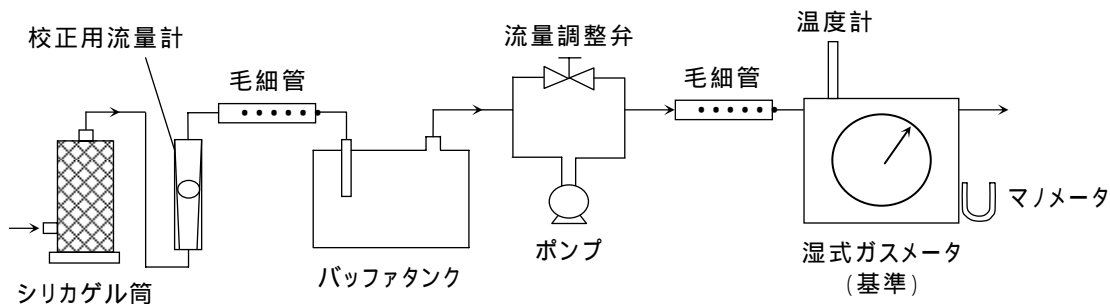 校正用流量計
毛細管
流量調整弁
毛細管
温度計
シリカゲル筒
バッファタンク
ポンプ
湿式ガスメータ
(基準)
マノメータ